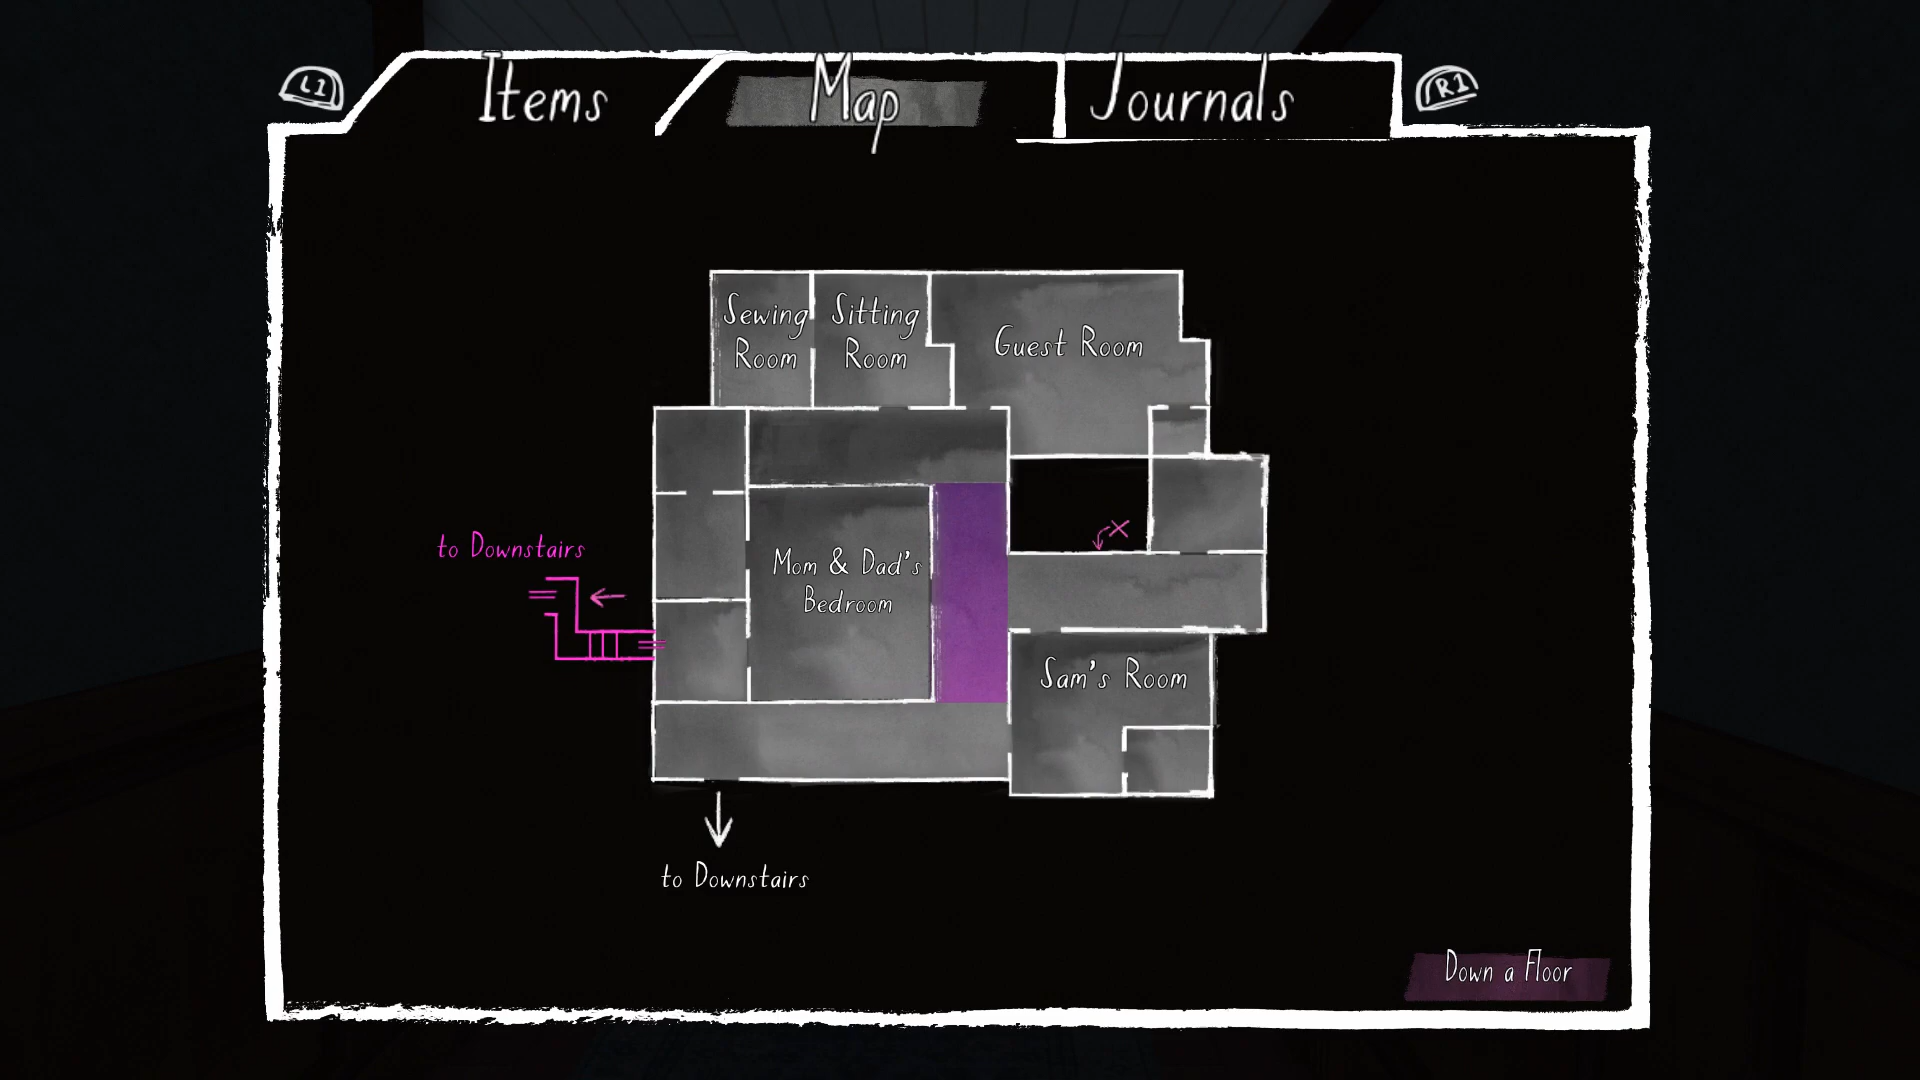 L1
Items
Map
Journals
R1
Sewing
Room
Sitting
Room
Guest Room
X
to Downstairs
Mom & Dad's
Bedroom
Sam's Room
to Downstairs
Down a Floor